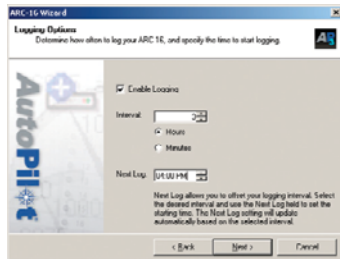 ARC-16 Wizard
Logging Options
Determine how often to log your ARC 16, and specify the time to start logging.
AutoPilot
Enable Logging
Interval:
Hours
Minutes
Next Log:
04:00 PM
Next Log allows you to offset your logging interval. Select
the desired interval and use the Next Log field to set the
starting time. The Next Log setting will update
automatically based on the selected interval.
< Back
Next >
Cancel